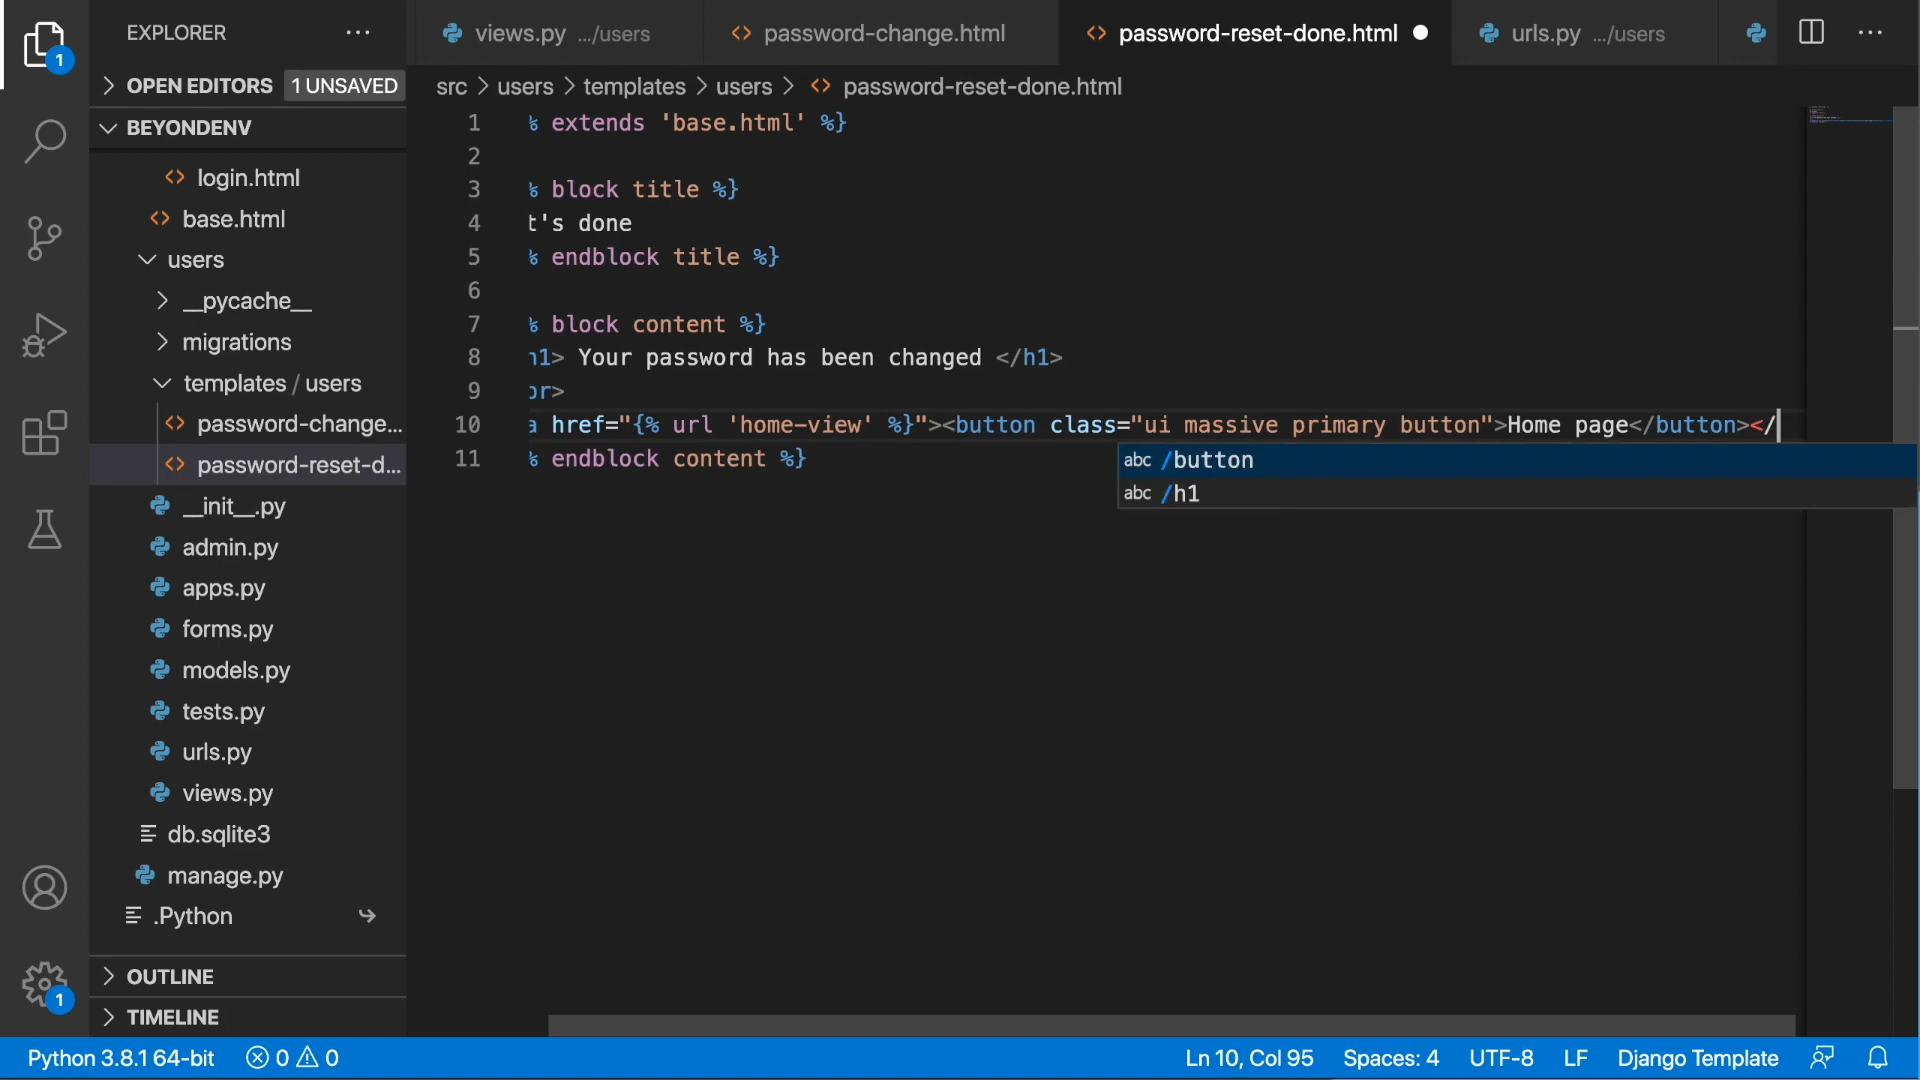 EXPLORER
views.py .../users
password-change.html
password-reset-done.html
urls.py .../users
OPEN EDITORS
1 UNSAVED
src > users > templates > users > <> password-reset-done.html
BEYONDENV
login.html
base.html
users
__pycache__
migrations
templates / users
password-change...
password-reset-d...
__init__.py
admin.py
apps.py
forms.py
models.py
tests.py
urls.py
views.py
db.sqlite3
manage.py
.Python
OUTLINE
TIMELINE
1 % extends 'base.html' %}
2
3 % block title %}
4 t's done
5 % endblock title %}
6
7 % block content %}
8 h1> Your password has been changed </h1>
9 br>
10 a href="{% url 'home-view' %}"><button class="ui massive primary button">Home page</button></
11 % endblock content %}
abc /button
abc /h1
1
1
Python 3.8.1 64-bit
0 0
Ln 10, Col 95
Spaces: 4
UTF-8
LF
Django Template